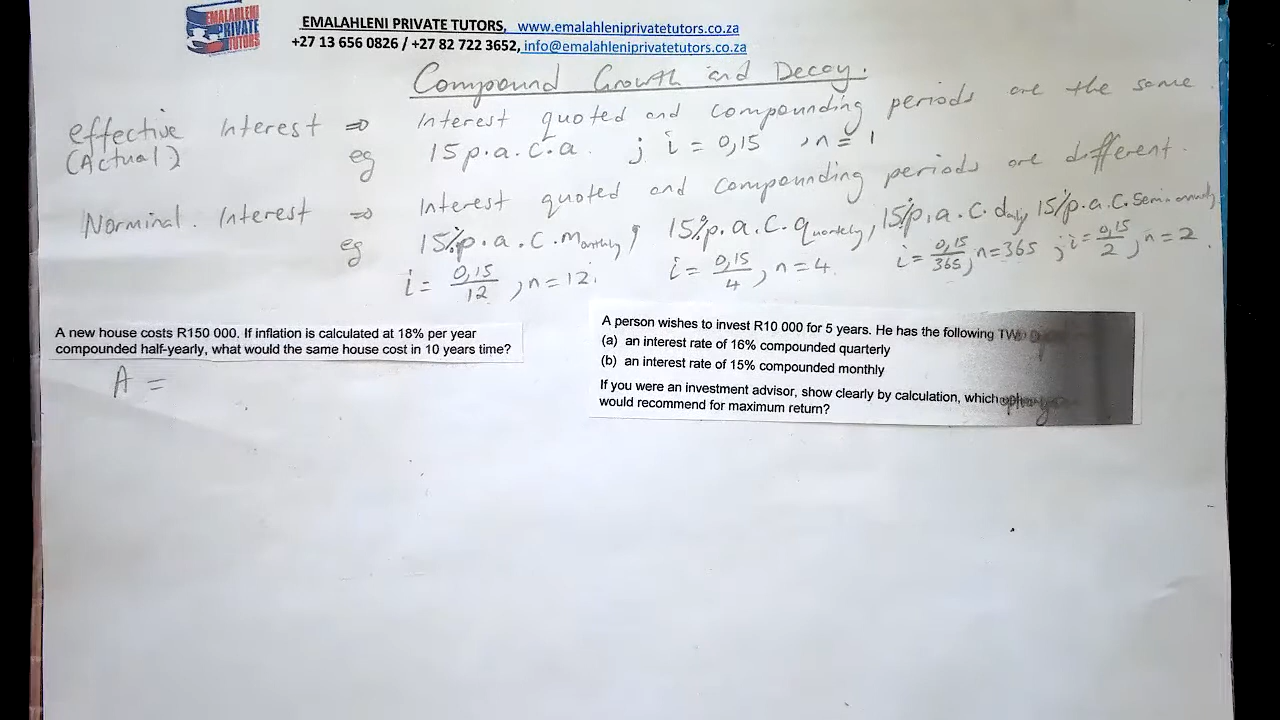 EMALAHLENI
PRIVATE
TUTORS
EMALAHLENI PRIVATE TUTORS, www.emalahleniprivatetutors.co.za
+27 13 656 0826 / +27 82 722 3652, info@emalahleniprivatetutors.co.za
Compound Growth and Decay.
effective Interest ⇒ Interest quoted and compounding periods are the same.
(Actual) eg 15 p.a.c.a. ; i = 0,15 , n = 1
Norminal. Interest ⇒ Interest quoted and compounding periods are different.
eg 15% p.a.c. Monthly, 15% p.a.c. Quarterly, 15% p.a.c. daily 15% p.a.c. Semi-annualy
i = 0,15/12 , n = 12. i = 0,15/4 , n = 4. i = 0,15/365, n = 365 ; i = 0,15/2 , n = 2.
A new house costs R150 000. If inflation is calculated at 18% per year
compounded half-yearly, what would the same house cost in 10 years time?
A =
A person wishes to invest R10 000 for 5 years. He has the following TWO
(a) an interest rate of 16% compounded quarterly
(b) an interest rate of 15% compounded monthly
If you were an investment advisor, show clearly by calculation, which
would recommend for maximum return?